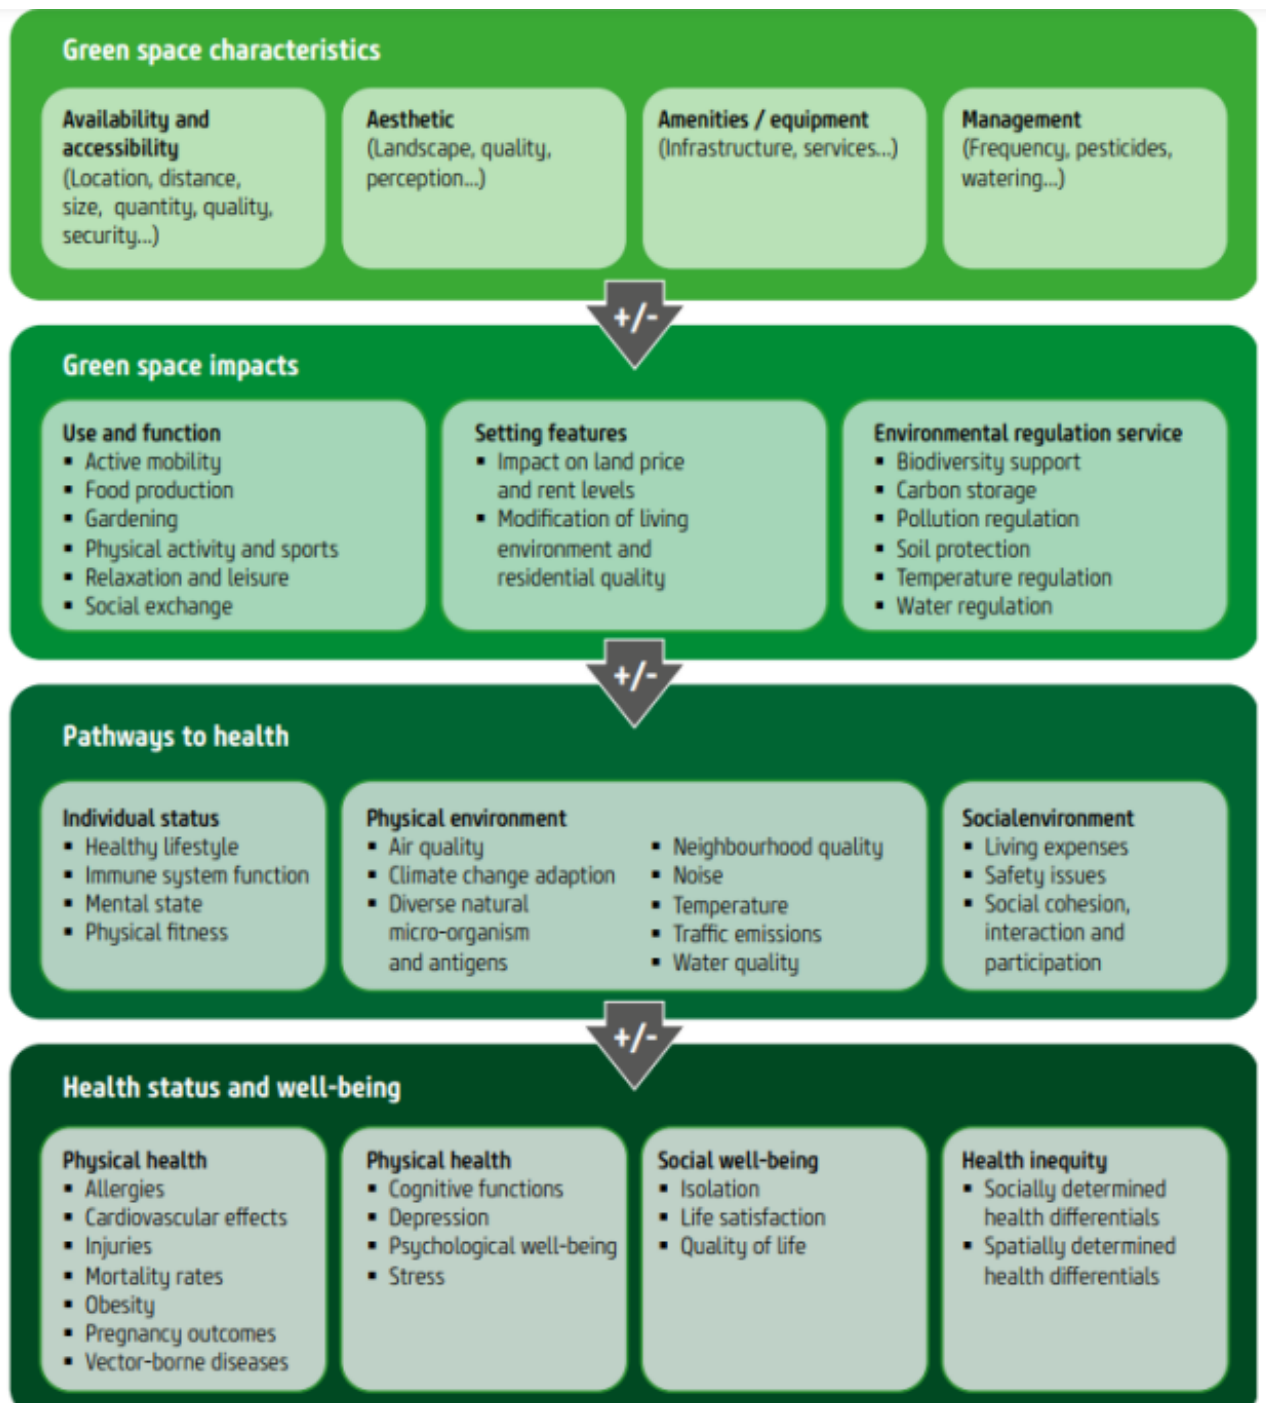 Green space characteristics
Availability and
accessibility
(Location, distance,
size, quantity, quality,
security...)
Aesthetic
(Landscape, quality,
perception...)
Amenities / equipment
(Infrastructure, services...)
Management
(Frequency, pesticides,
watering...)
+/-
Green space impacts
Use and function
▪ Active mobility
▪ Food production
▪ Gardening
▪ Physical activity and sports
▪ Relaxation and leisure
▪ Social exchange
Setting features
▪ Impact on land price
and rent levels
▪ Modification of living
environment and
residential quality
Environmental regulation service
▪ Biodiversity support
▪ Carbon storage
▪ Pollution regulation
▪ Soil protection
▪ Temperature regulation
▪ Water regulation
+/-
Pathways to health
Individual status
▪ Healthy lifestyle
▪ Immune system function
▪ Mental state
▪ Physical fitness
Physical environment
▪ Air quality
▪ Climate change adaption
▪ Diverse natural
micro-organism
and antigens
▪ Neighbourhood quality
▪ Noise
▪ Temperature
▪ Traffic emissions
▪ Water quality
Socialenvironment
▪ Living expenses
▪ Safety issues
▪ Social cohesion,
interaction and
participation
+/-
Health status and well-being
Physical health
▪ Allergies
▪ Cardiovascular effects
▪ Injuries
▪ Mortality rates
▪ Obesity
▪ Pregnancy outcomes
▪ Vector-borne diseases
Physical health
▪ Cognitive functions
▪ Depression
▪ Psychological well-being
▪ Stress
Social well-being
▪ Isolation
▪ Life satisfaction
▪ Quality of life
Health inequity
▪ Socially determined
health differentials
▪ Spatially determined
health differentials